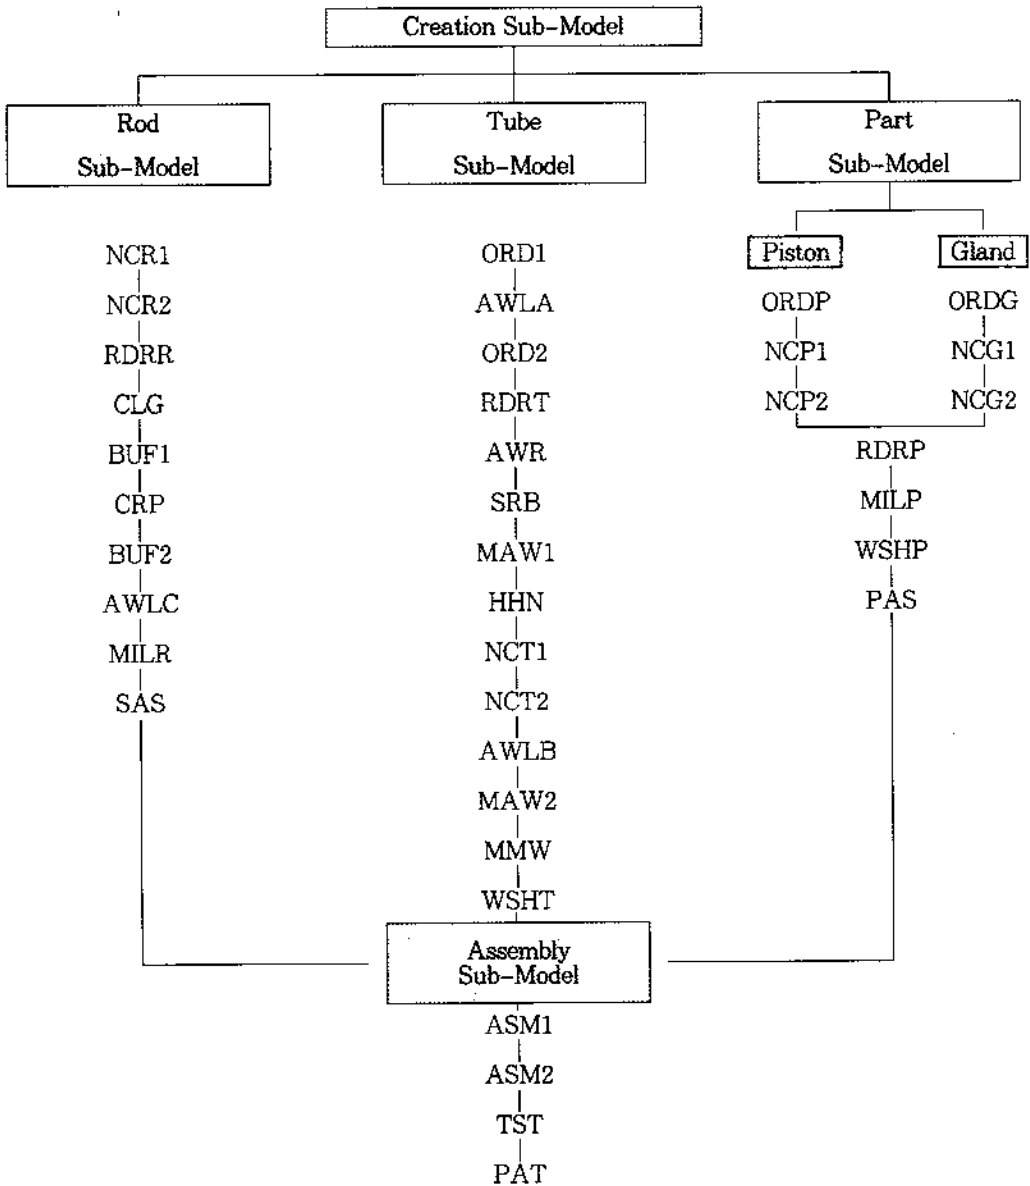 Creation Sub-Model
Rod
Sub-Model
Tube
Sub-Model
Part
Sub-Model
Piston
Gland
NCR1
NCR2
RDRR
CLG
BUF1
CRP
BUF2
AWLC
MILR
SAS
ORD1
AWLA
ORD2
RDRT
AWR
SRB
MAW1
HHN
NCT1
NCT2
AWLB
MAW2
MMW
WSHT
ORDP
NCP1
NCP2
ORDG
NCG1
NCG2
RDRP
MILP
WSHP
PAS
Assembly
Sub-Model
ASM1
ASM2
TST
PAT